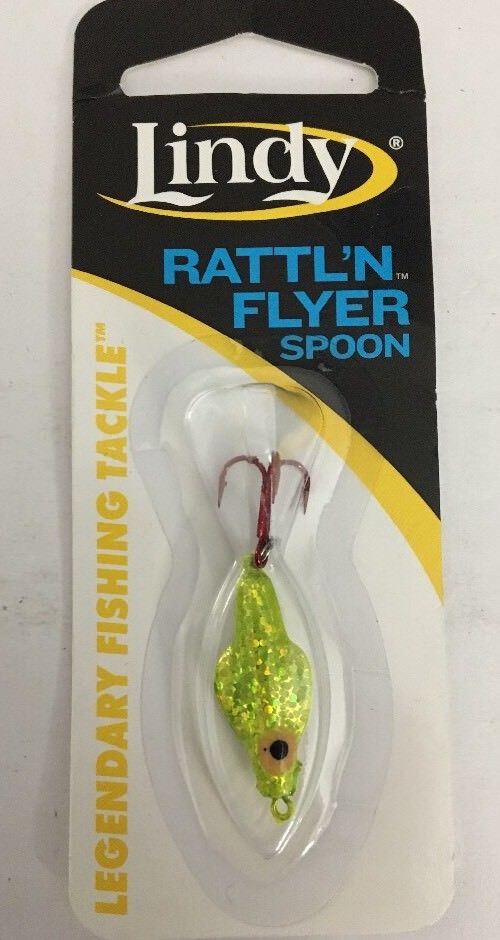 Lindy®
RATTL'N™
FLYER
SPOON
LEGENDARY FISHING TACKLE™